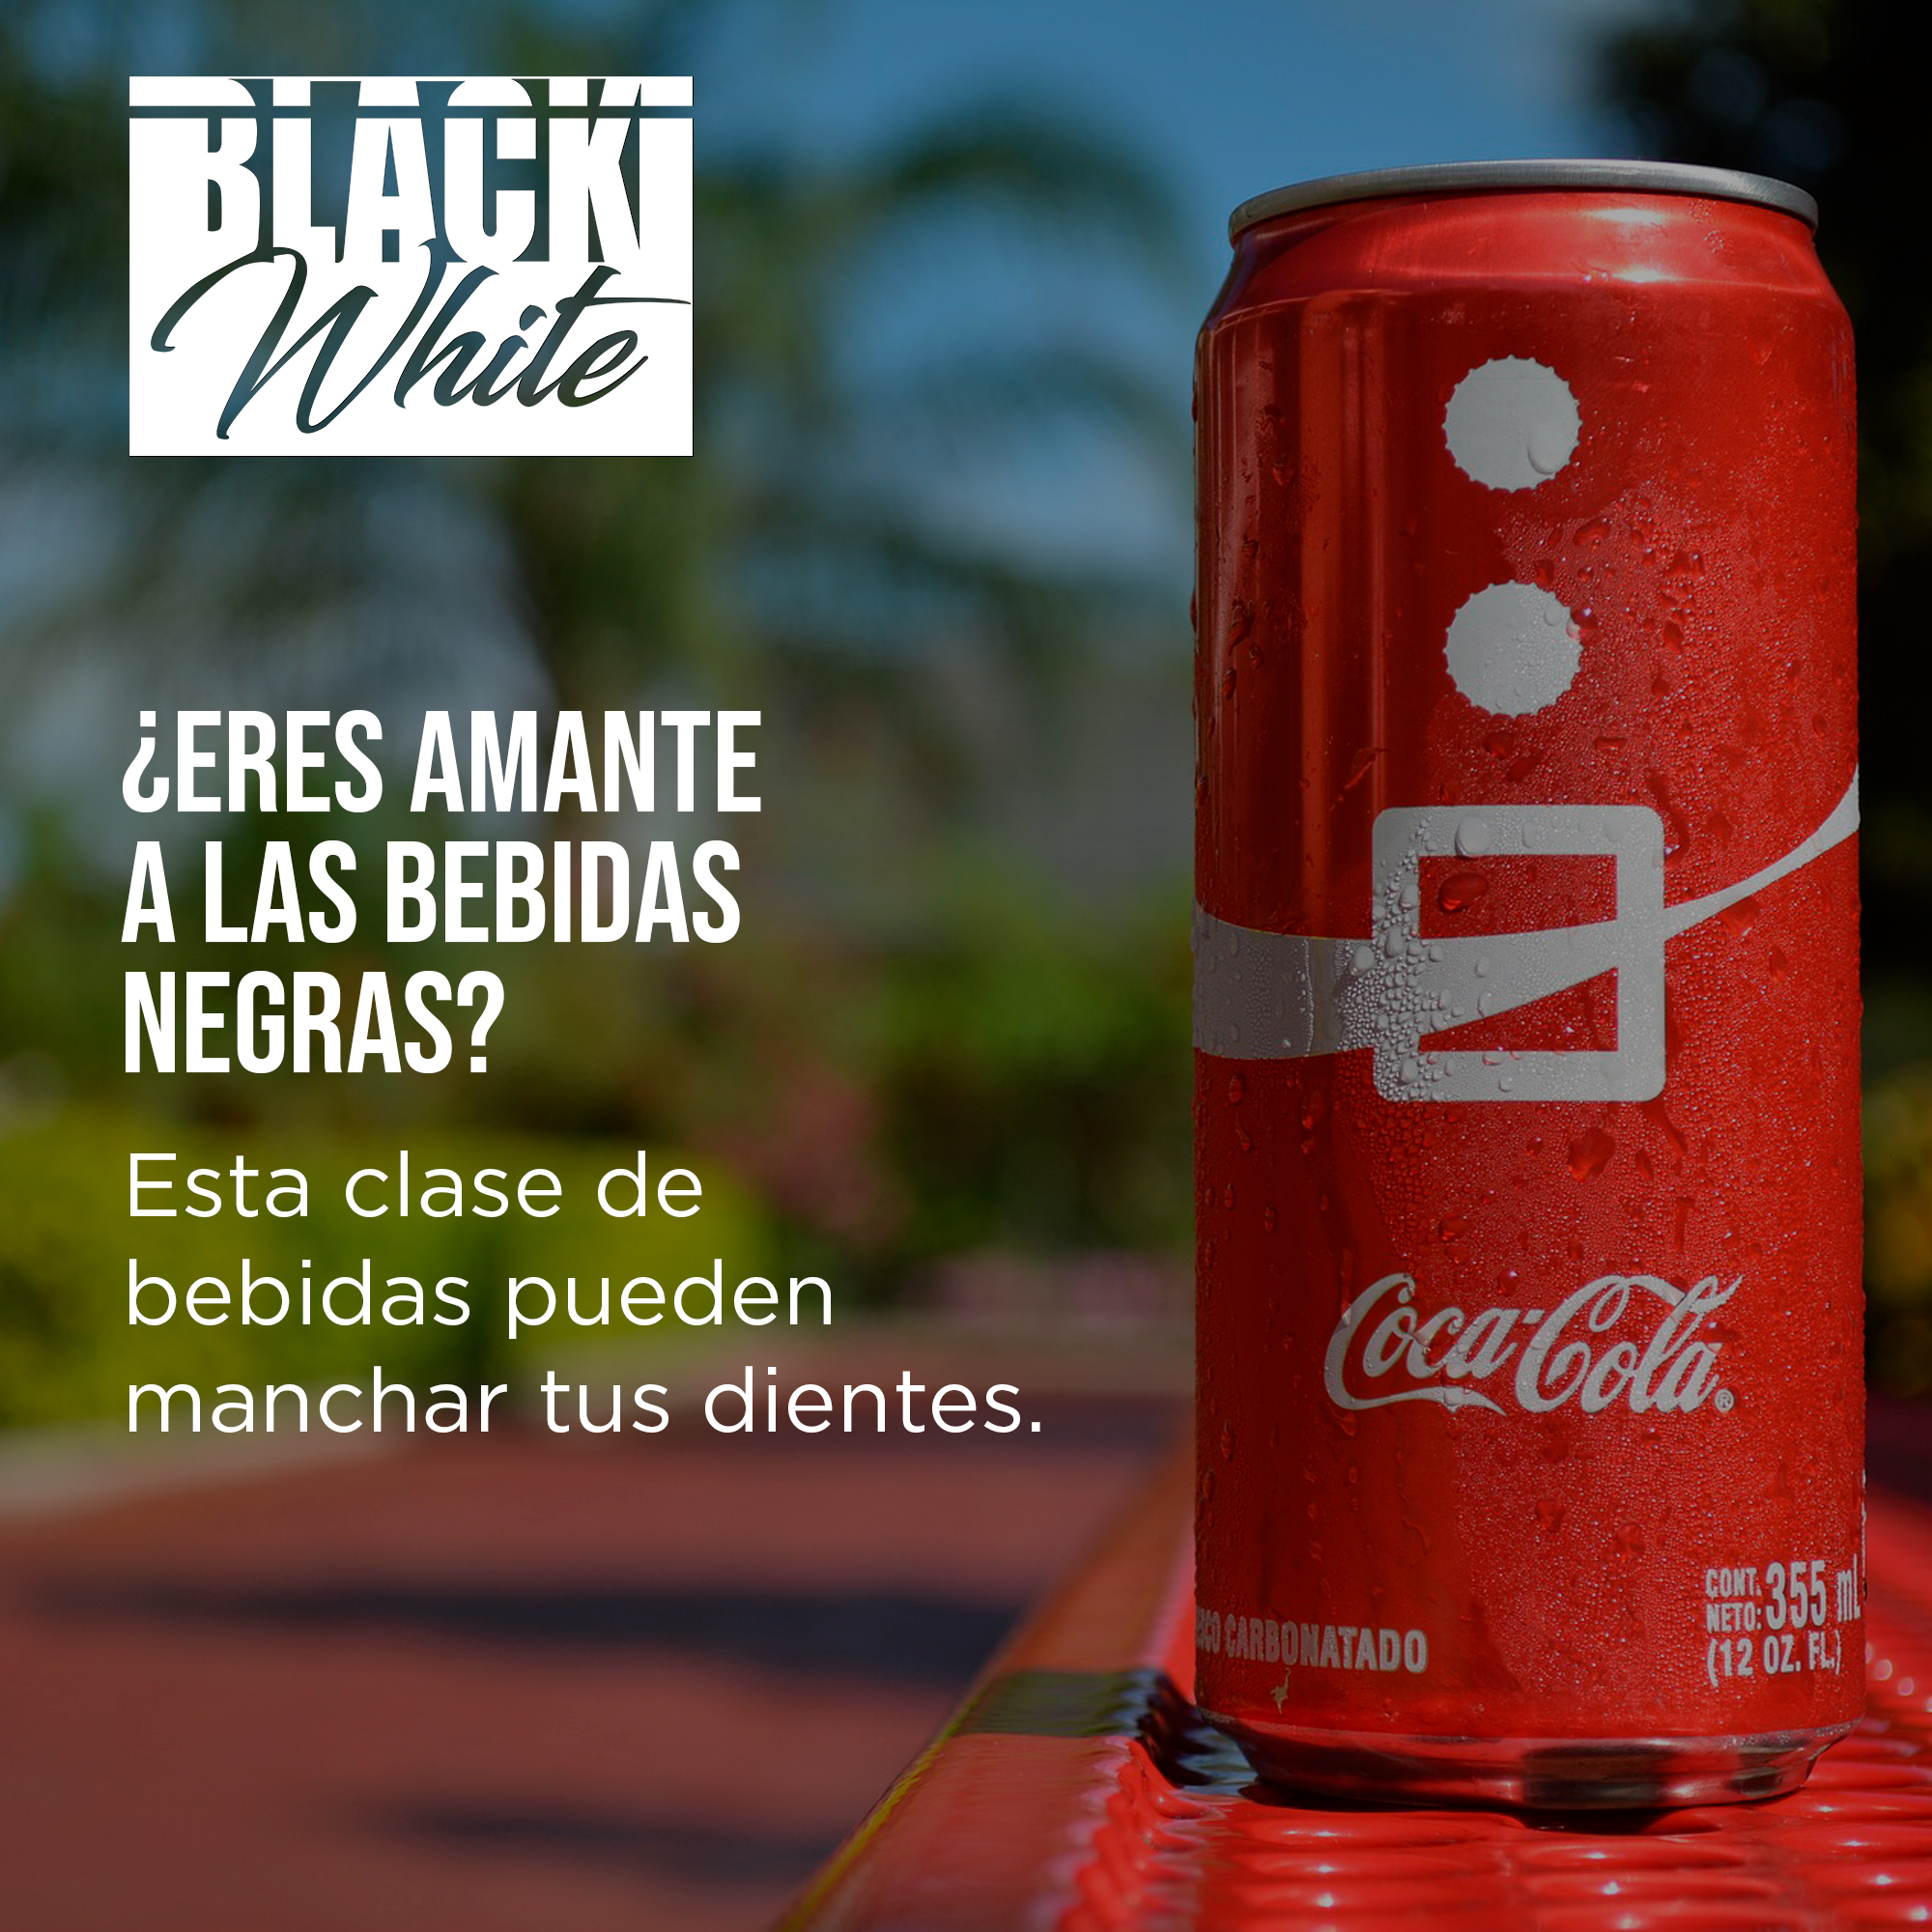 BLACK
White
¿ERES AMANTE
A LAS BEBIDAS
NEGRAS?
Esta clase de
bebidas pueden
manchar tus dientes.
Coca-Cola®
CARBONATADO
CONT.
NETO: 355 mL
(12 OZ. FL.)